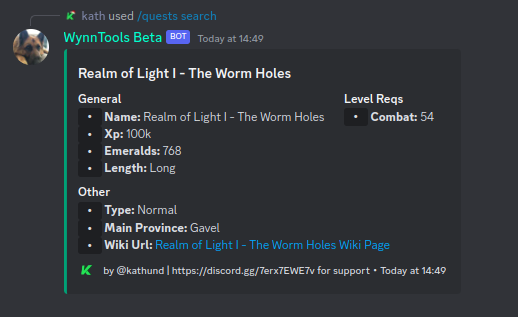 kath used /quests search
WynnTools Beta BOT Today at 14:49
Realm of Light I - The Worm Holes
General
• Name: Realm of Light I - The Worm Holes
• Xp: 100k
• Emeralds: 768
• Length: Long
Level Reqs
• Combat: 54
Other
• Type: Normal
• Main Province: Gavel
• Wiki Url: Realm of Light I - The Worm Holes Wiki Page
by @kathund | https://discord.gg/7erx7EWE7v for support • Today at 14:49